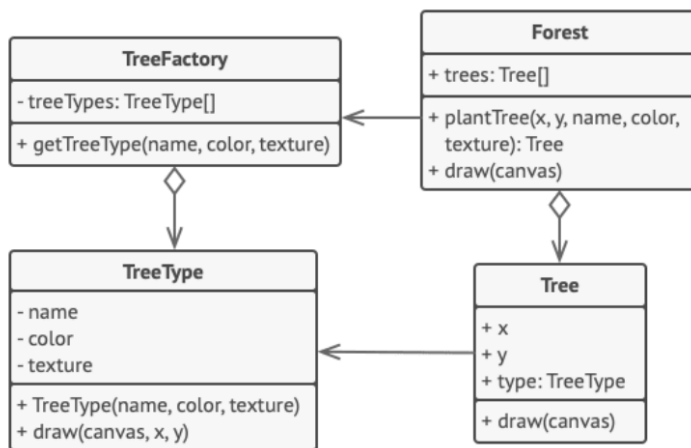 TreeFactory
- treeTypes: TreeType[]
+ getTreeType(name, color, texture)
Forest
+ trees: Tree[]
+ plantTree(x, y, name, color,
texture): Tree
+ draw(canvas)
TreeType
- name
- color
- texture
+ TreeType(name, color, texture)
+ draw(canvas, x, y)
Tree
+ x
+ y
+ type: TreeType
+ draw(canvas)